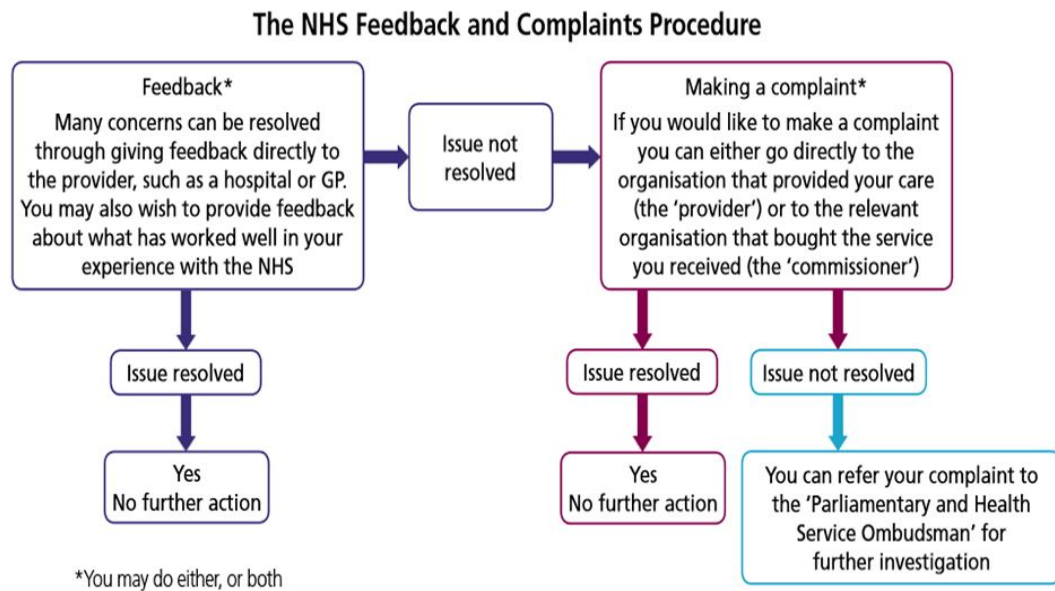 The NHS Feedback and Complaints Procedure
Feedback*
Many concerns can be resolved
through giving feedback directly to
the provider, such as a hospital or GP.
You may also wish to provide feedback
about what has worked well in your
experience with the NHS
Issue not
resolved
Making a complaint*
If you would like to make a complaint
you can either go directly to the
organisation that provided your care
(the ‘provider’) or to the relevant
organisation that bought the service
you received (the ‘commissioner’)
Issue resolved
Issue resolved
Issue not resolved
Yes
No further action
Yes
No further action
You can refer your complaint to
the ‘Parliamentary and Health
Service Ombudsman’ for
further investigation
*You may do either, or both